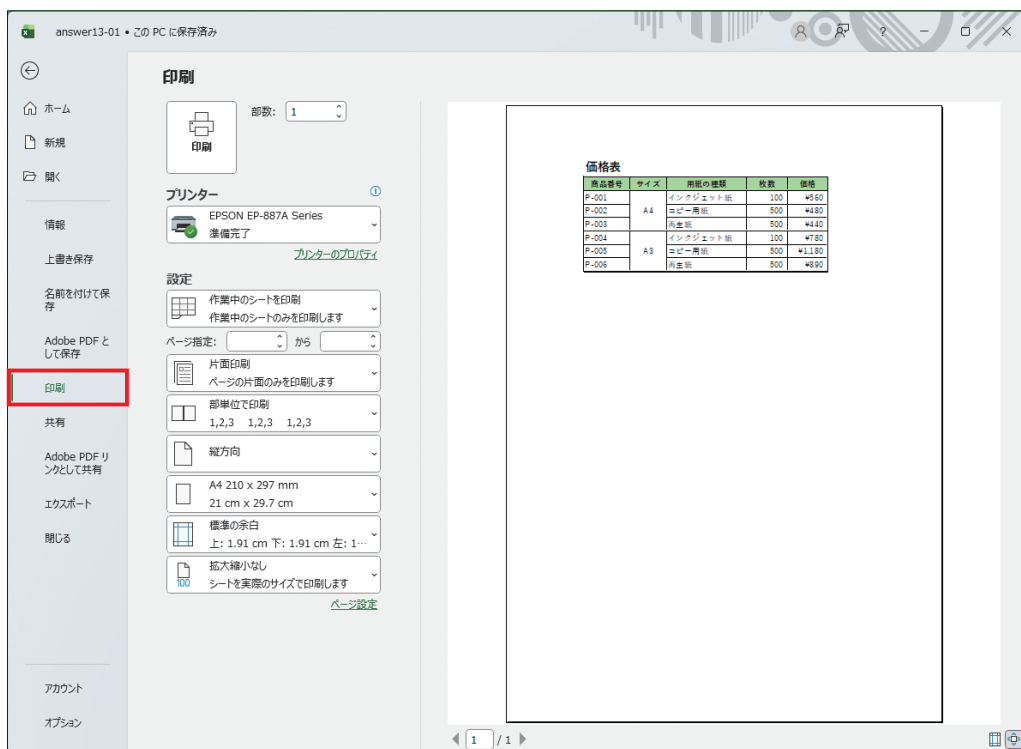 answer13-01 • この PC に保存済み
?
印刷
ホーム
新規
開く
情報
上書き保存
名前を付けて保
存
Adobe PDF と
して保存
印刷
共有
Adobe PDF リ
ンクとして共有
エクスポート
閉じる
アカウント
オプション
印刷
部数: 1
プリンター
EPSON EP-887A Series
準備完了
プリンターのプロパティ
設定
作業中のシートを印刷
作業中のシートのみを印刷します
ページ指定: から
片面印刷
ページの片面のみを印刷します
部単位で印刷
1,2,3 1,2,3 1,2,3
縦方向
A4 210 x 297 mm
21 cm x 29.7 cm
標準の余白
上: 1.91 cm 下: 1.91 cm 左: 1…
拡大縮小なし
100
シートを実際のサイズで印刷します
ページ設定
価格表
商品番号 サイズ 用紙の種類 枚数 価格
P-001 インクジェット紙 100 ¥560
P-002 A4 コピー用紙 500 ¥480
P-003 再生紙 500 ¥440
P-004 インクジェット紙 100 ¥780
P-005 A3 コピー用紙 500 ¥1,180
P-006 再生紙 500 ¥890
1 / 1